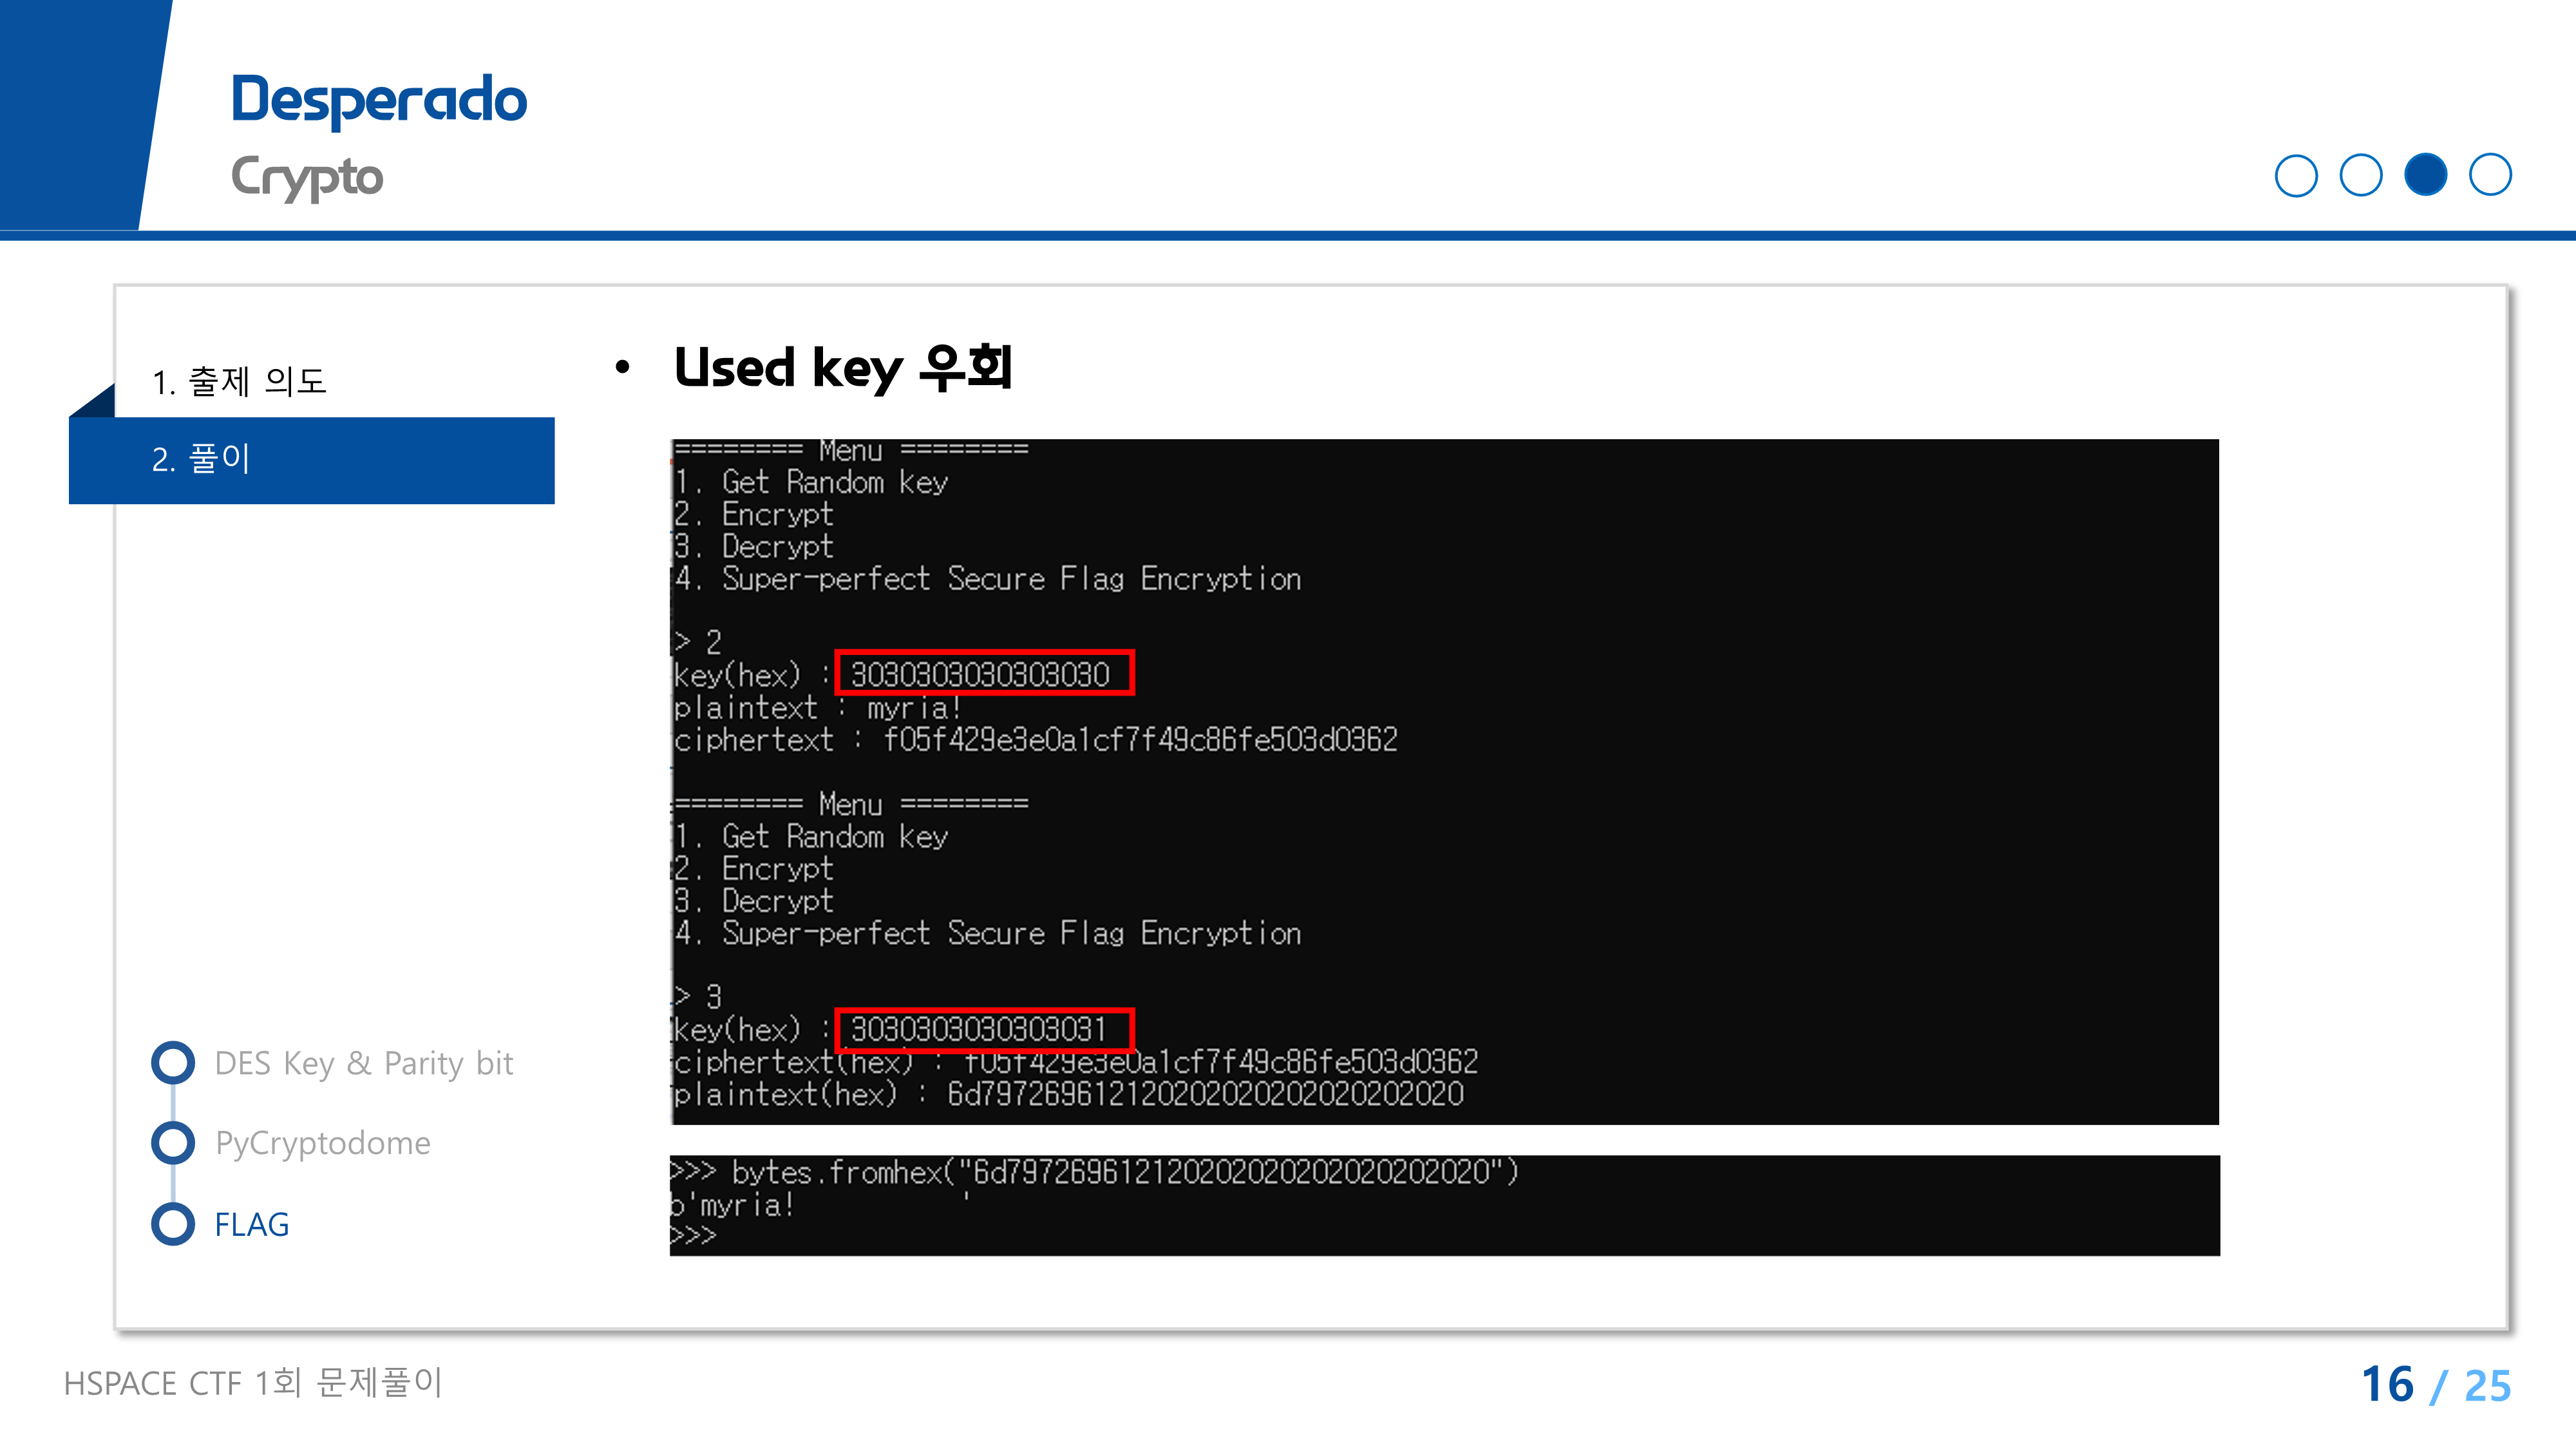 Desperado
Crypto
1. 출제 의도
2. 풀이
DES Key & Parity bit
PyCryptodome
FLAG
• Used key 우회
======== Menu ========
1. Get Random key
2. Encrypt
3. Decrypt
4. Super-perfect Secure Flag Encryption
> 2
key(hex) : 3030303030303030
plaintext : myria!
ciphertext : f05f429e3e0a1cf7f49c86fe503d0362
======== Menu ========
1. Get Random key
2. Encrypt
3. Decrypt
4. Super-perfect Secure Flag Encryption
> 3
key(hex) : 3030303030303031
ciphertext(hex) : f05f429e3e0a1cf7f49c86fe503d0362
plaintext(hex) : 6d797269612120202020202020202020
>>> bytes.fromhex("6d797269612120202020202020202020")
b'myria!          '
>>>
HSPACE CTF 1회 문제풀이
16 / 25